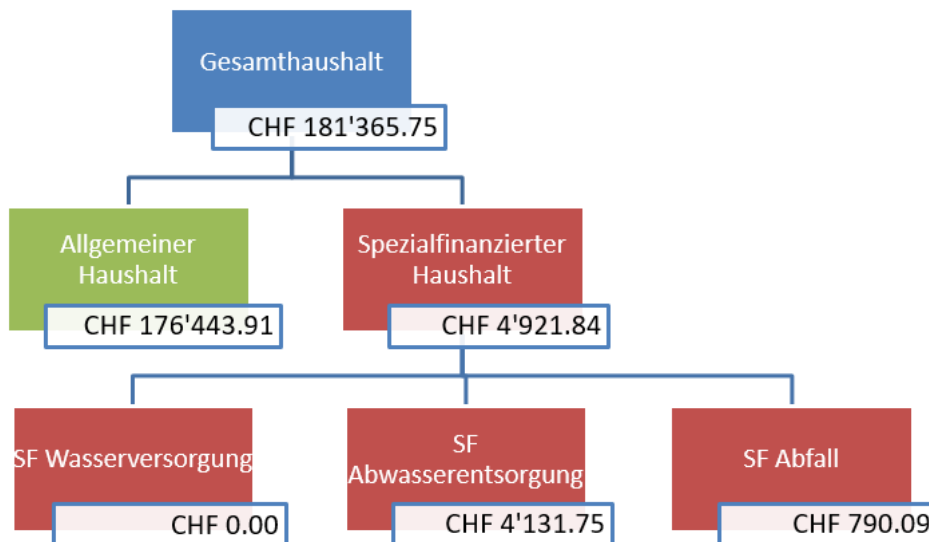 Gesamthaushalt
CHF 181'365.75
Allgemeiner
Haushalt
CHF 176'443.91
Spezialfinanzierter
Haushalt
CHF 4'921.84
SF Wasserversorgung
CHF 0.00
SF
Abwasserentsorgung
CHF 4'131.75
SF Abfall
CHF 790.09